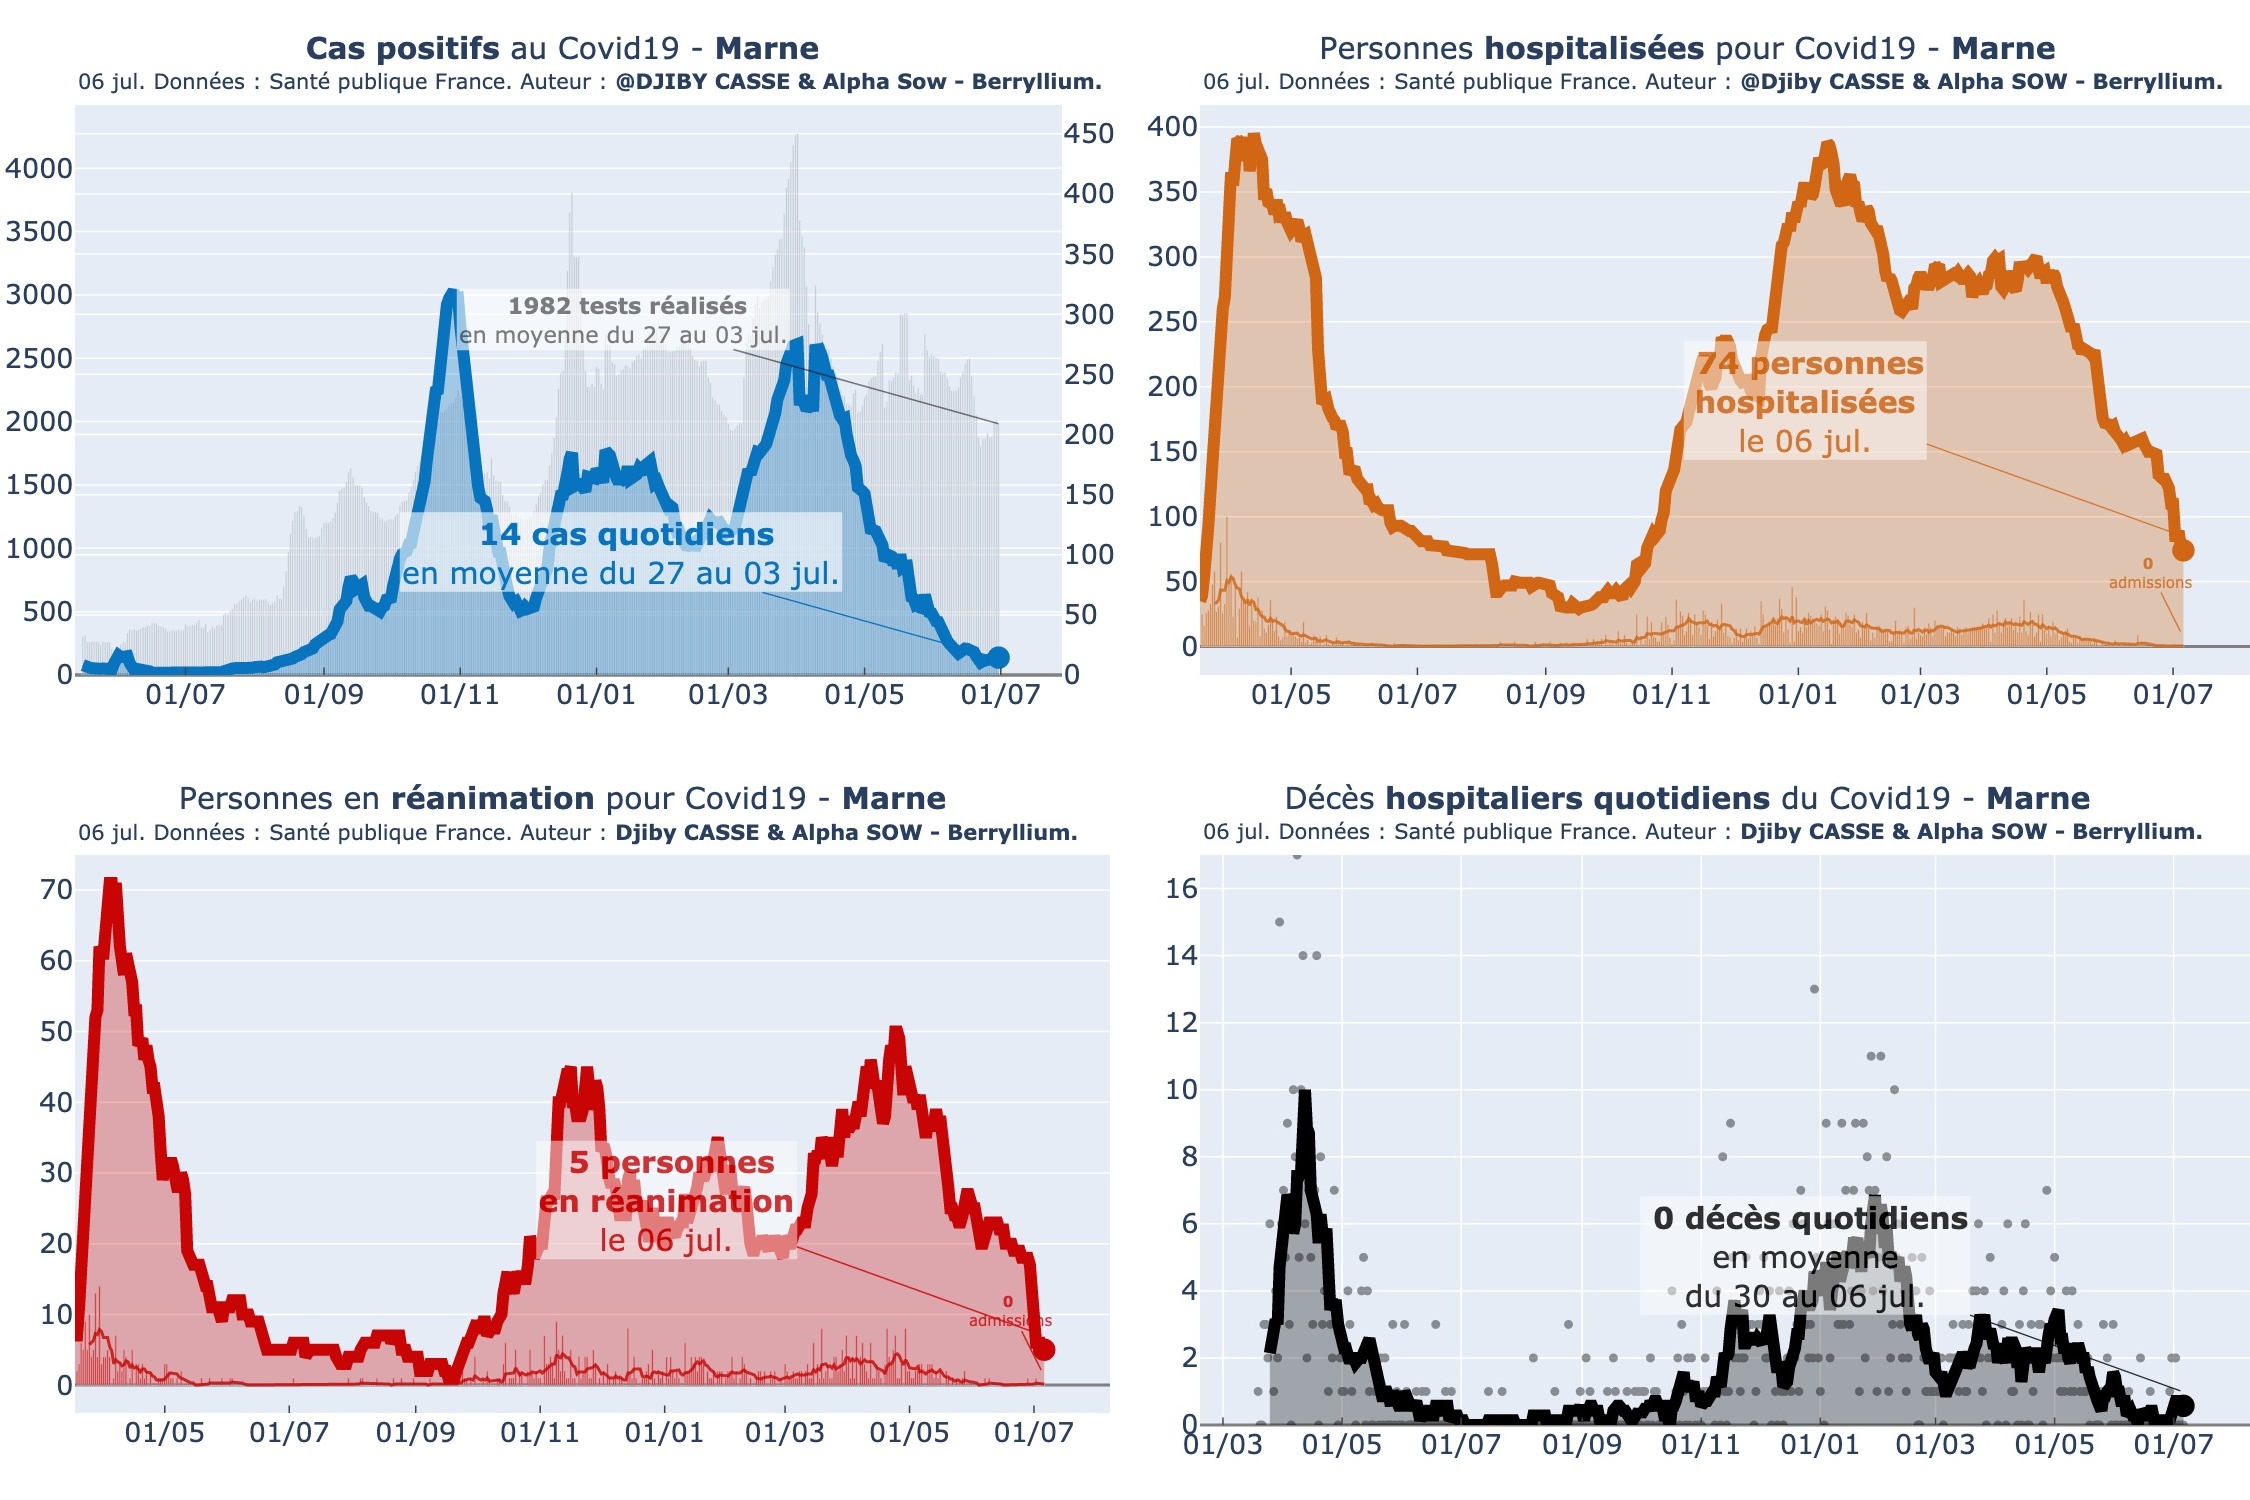 Cas positifs au Covid19 - Marne
06 jul. Données : Santé publique France. Auteur : @DJIBY CASSE & Alpha Sow - Berryllium.
4000
3500
3000
2500
2000
1500
1000
500
0
450
400
350
300
250
200
150
100
50
0
1982 tests réalisés
en moyenne du 27 au 03 jul.
14 cas quotidiens
en moyenne du 27 au 03 jul.
01/07 01/09 01/11 01/01 01/03 01/05 01/07
Personnes hospitalisées pour Covid19 - Marne
06 jul. Données : Santé publique France. Auteur : @Djiby CASSE & Alpha SOW - Berryllium.
400
350
300
250
200
150
100
50
0
74 personnes
hospitalisées
le 06 jul.
0
admissions
01/05 01/07 01/09 01/11 01/01 01/03 01/05 01/07
Personnes en réanimation pour Covid19 - Marne
06 jul. Données : Santé publique France. Auteur : Djiby CASSE & Alpha SOW - Berryllium.
70
60
50
40
30
20
10
0
5 personnes
en réanimation
le 06 jul.
0
admissions
01/05 01/07 01/09 01/11 01/01 01/03 01/05 01/07
Décès hospitaliers quotidiens du Covid19 - Marne
06 jul. Données : Santé publique France. Auteur : Djiby CASSE & Alpha SOW - Berryllium.
16
14
12
10
8
6
4
2
0
0 décès quotidiens
en moyenne
du 30 au 06 jul.
01/03 01/05 01/07 01/09 01/11 01/01 01/03 01/05 01/07